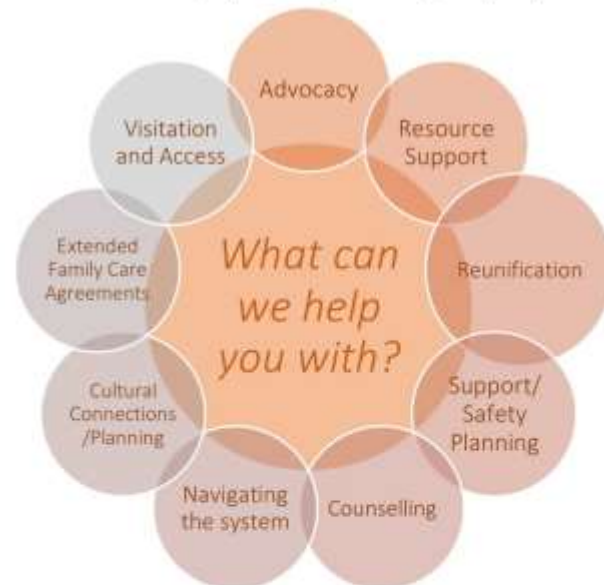 What can
we help
you with?
Advocacy
Resource
Support
Reunification
Support/
Safety
Planning
Counselling
Navigating
the system
Cultural
Connections
/Planning
Extended
Family Care
Agreements
Visitation
and Access